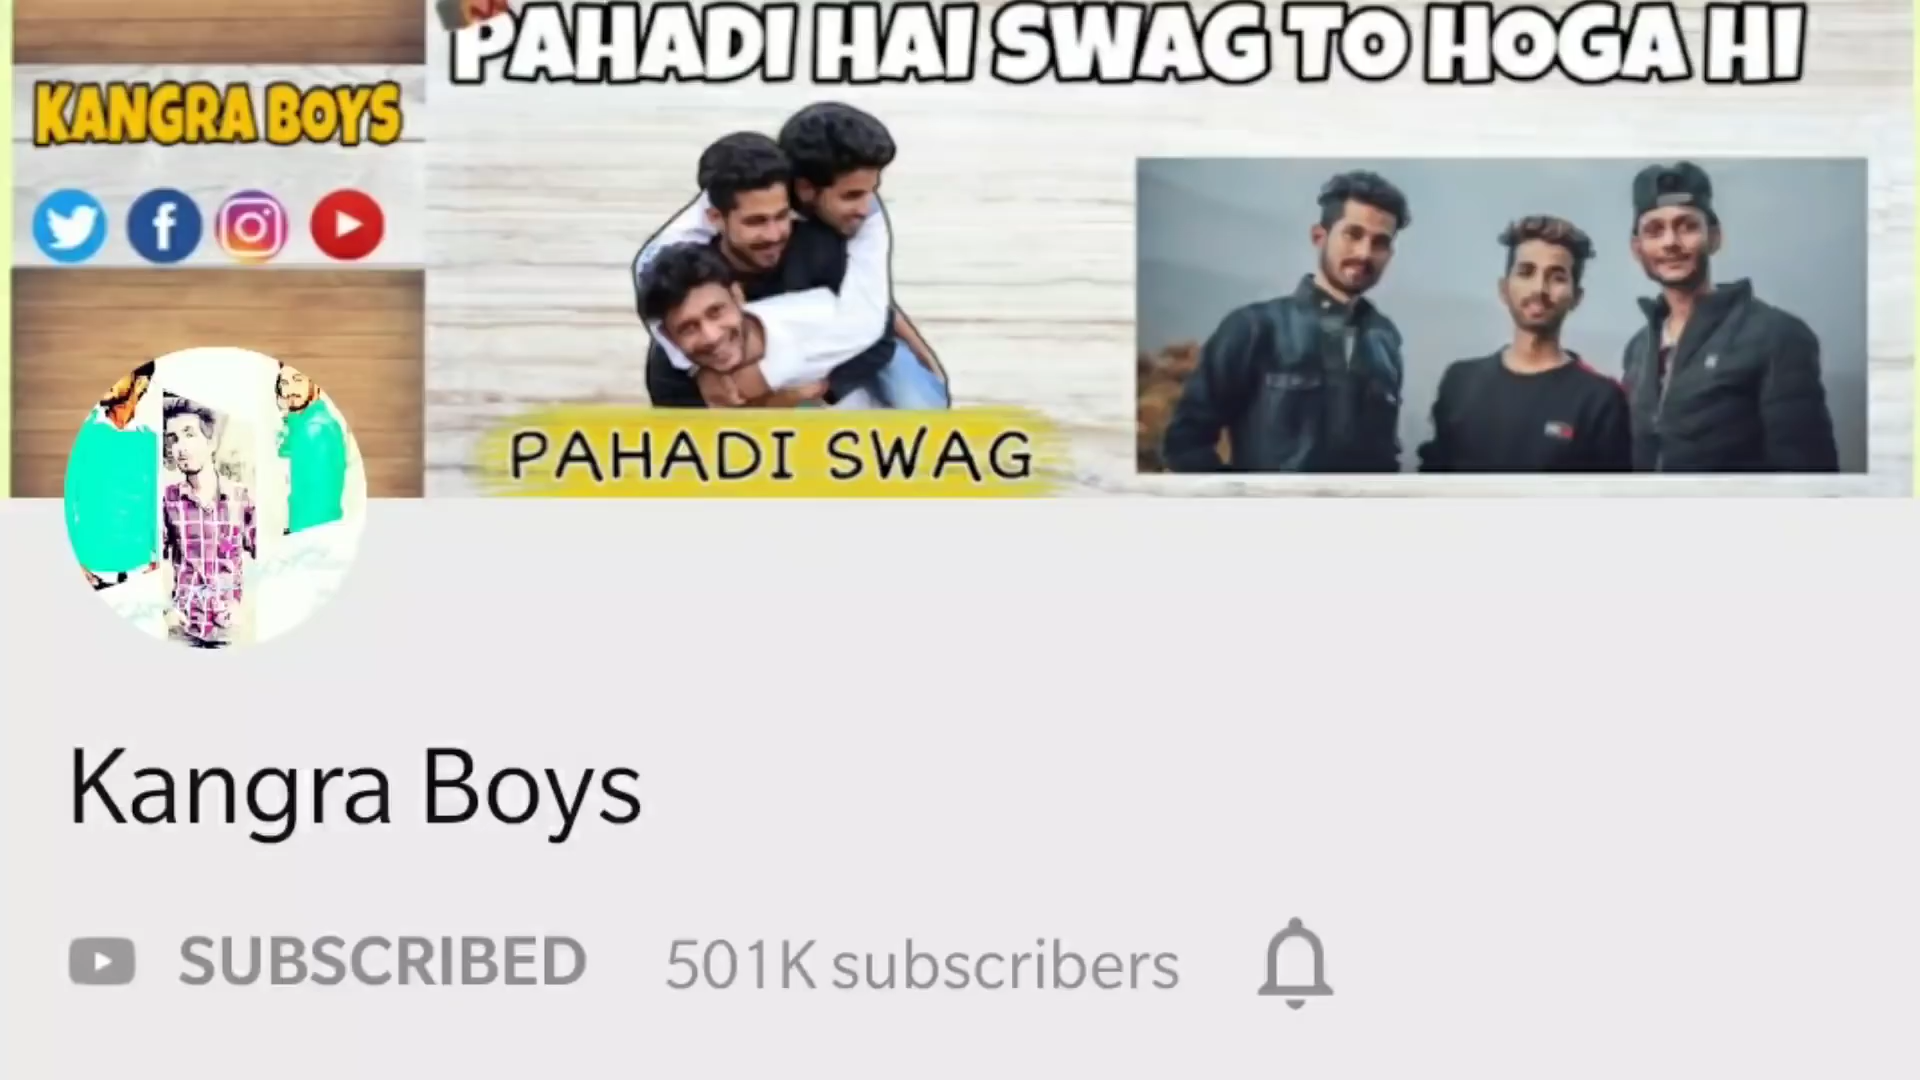 PAHADI HAI SWAG TO HOGA HI
KANGRA BOYS
PAHADI SWAG
Kangra Boys
SUBSCRIBED 501K subscribers